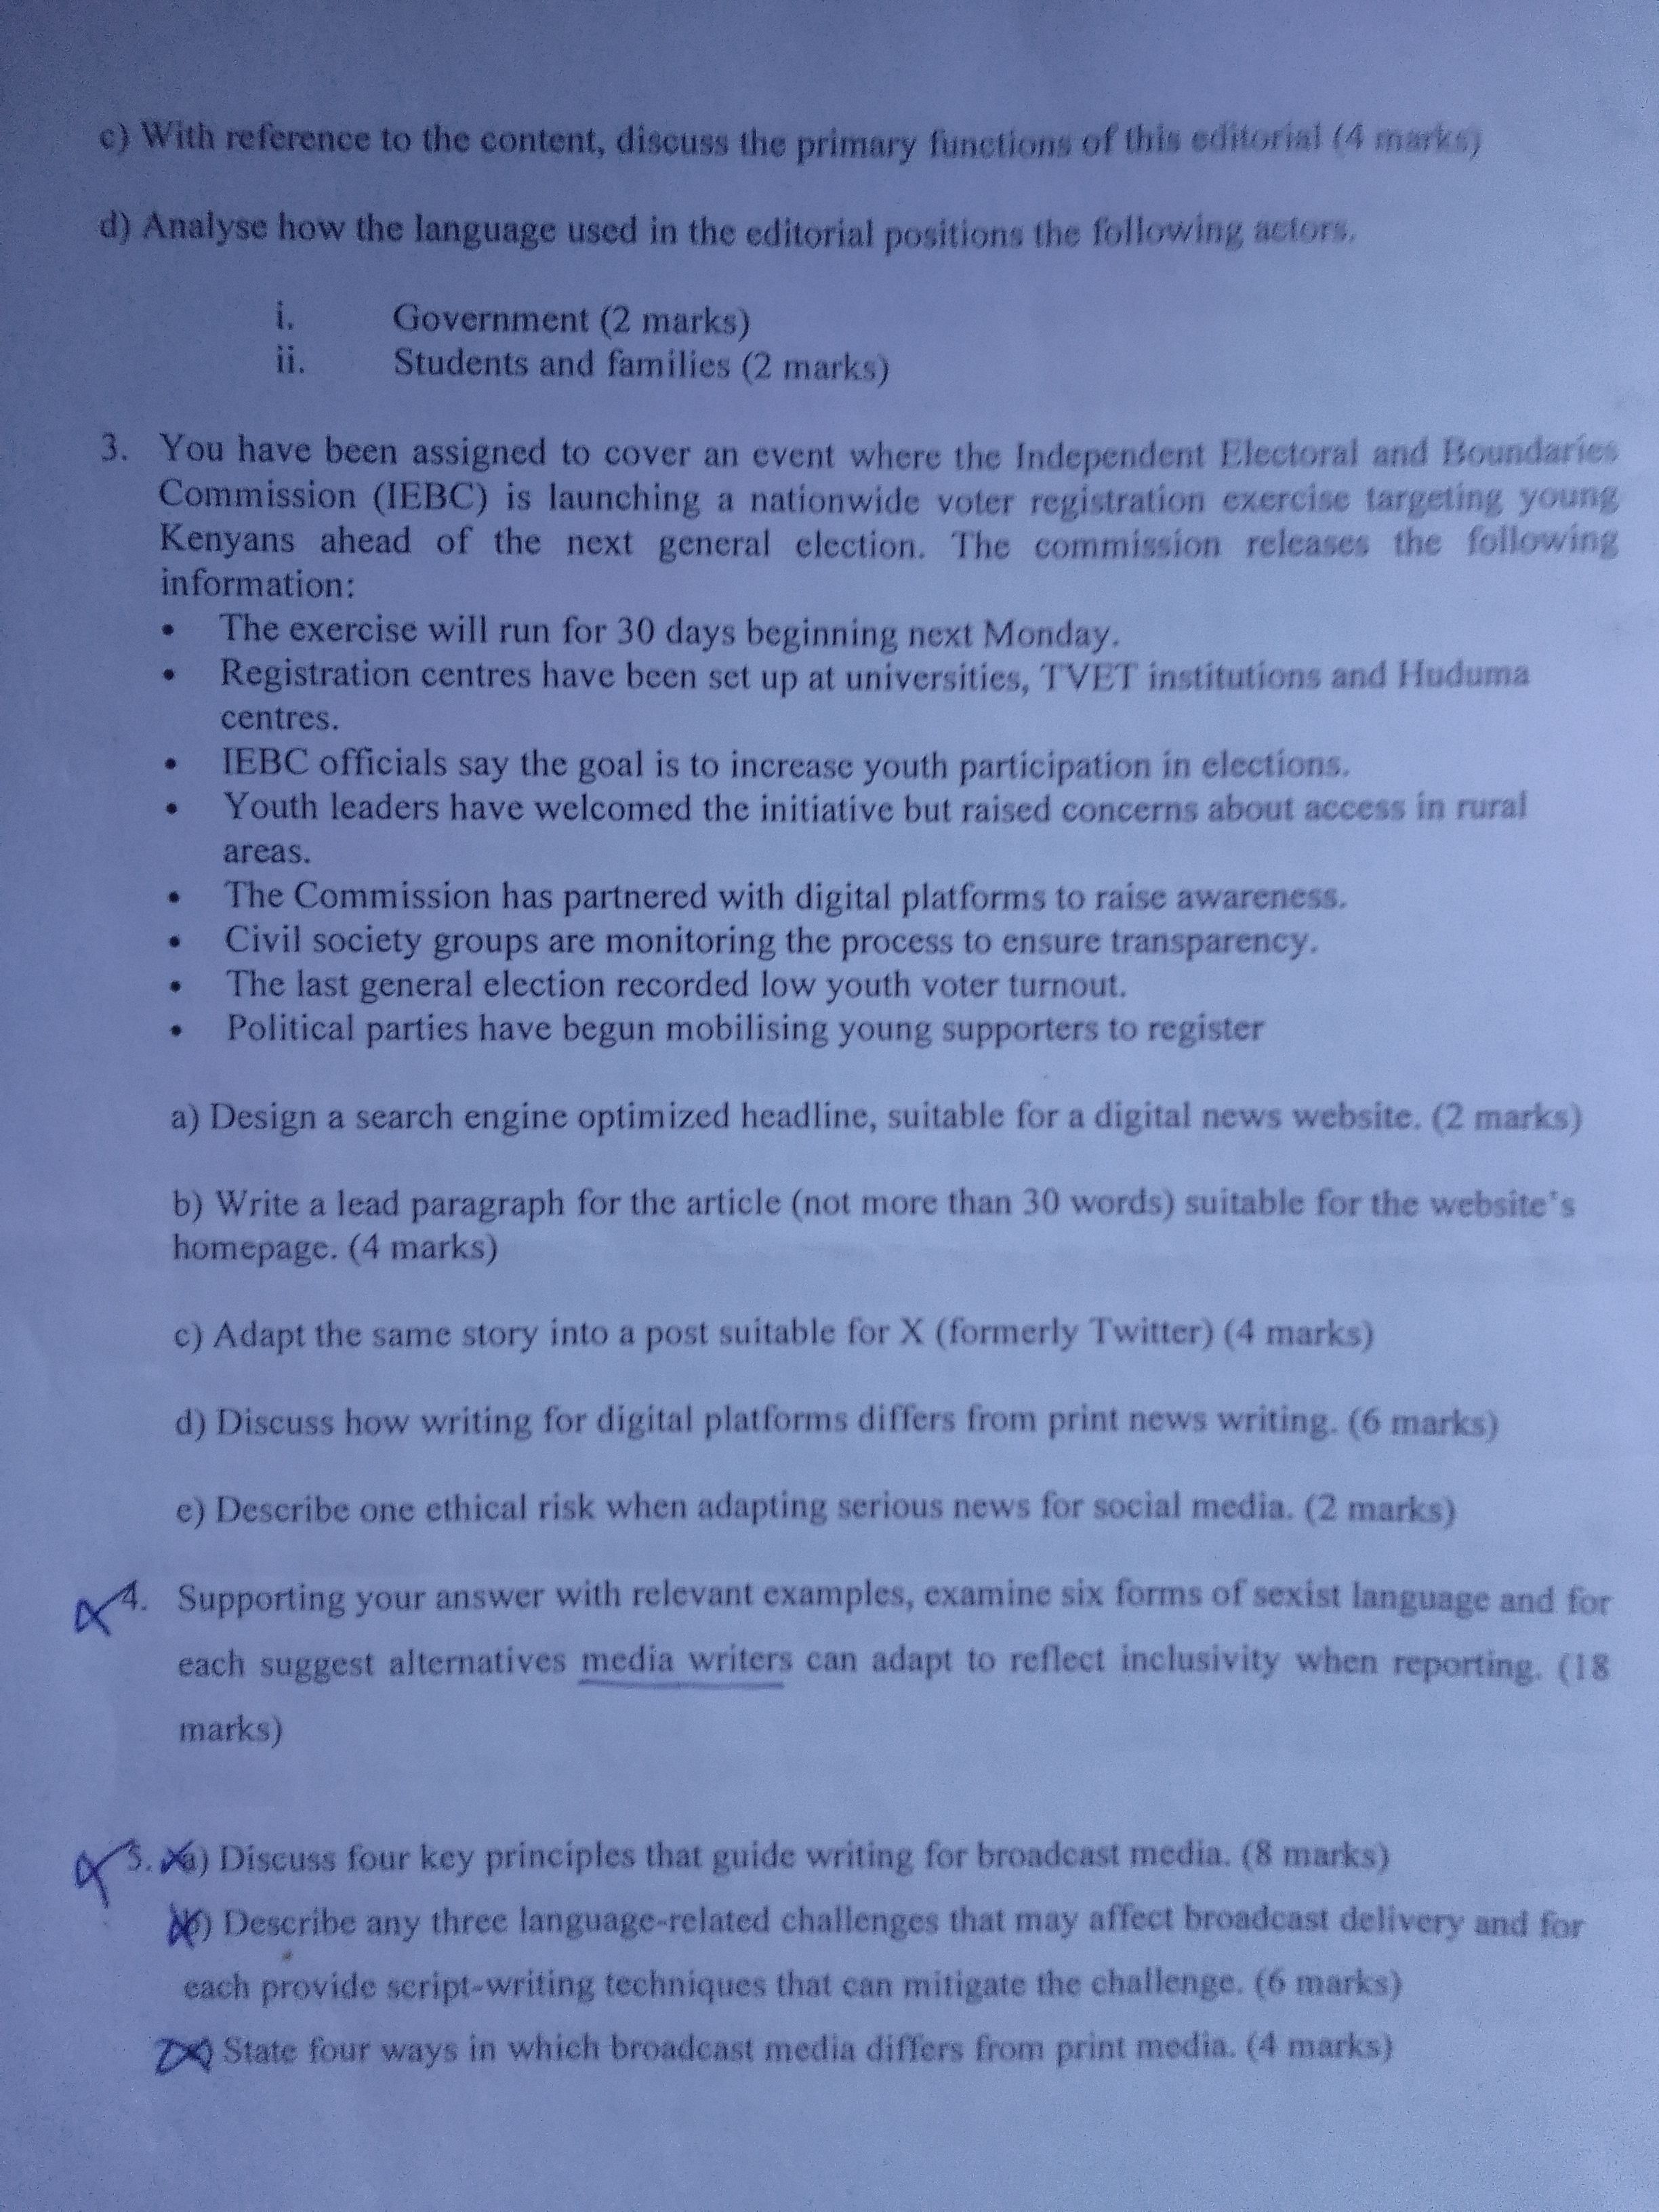 c) With reference to the content, discuss the primary functions of this editorial (4 marks)
d) Analyse how the language used in the editorial positions the following actors.
i. Government (2 marks)
ii. Students and families (2 marks)
3. You have been assigned to cover an event where the Independent Electoral and Boundaries
Commission (IEBC) is launching a nationwide voter registration exercise targeting young
Kenyans ahead of the next general election. The commission releases the following
information:
• The exercise will run for 30 days beginning next Monday.
• Registration centres have been set up at universities, TVET institutions and Huduma
centres.
• IEBC officials say the goal is to increase youth participation in elections.
• Youth leaders have welcomed the initiative but raised concerns about access in rural
areas.
• The Commission has partnered with digital platforms to raise awareness.
• Civil society groups are monitoring the process to ensure transparency.
• The last general election recorded low youth voter turnout.
• Political parties have begun mobilising young supporters to register
a) Design a search engine optimized headline, suitable for a digital news website. (2 marks)
b) Write a lead paragraph for the article (not more than 30 words) suitable for the website's
homepage. (4 marks)
c) Adapt the same story into a post suitable for X (formerly Twitter) (4 marks)
d) Discuss how writing for digital platforms differs from print news writing. (6 marks)
e) Describe one ethical risk when adapting serious news for social media. (2 marks)
4. Supporting your answer with relevant examples, examine six forms of sexist language and for
each suggest alternatives media writers can adapt to reflect inclusivity when reporting. (18
marks)
5. a) Discuss four key principles that guide writing for broadcast media. (8 marks)
b) Describe any three language-related challenges that may affect broadcast delivery and for
each provide script-writing techniques that can mitigate the challenge. (6 marks)
State four ways in which broadcast media differs from print media. (4 marks)